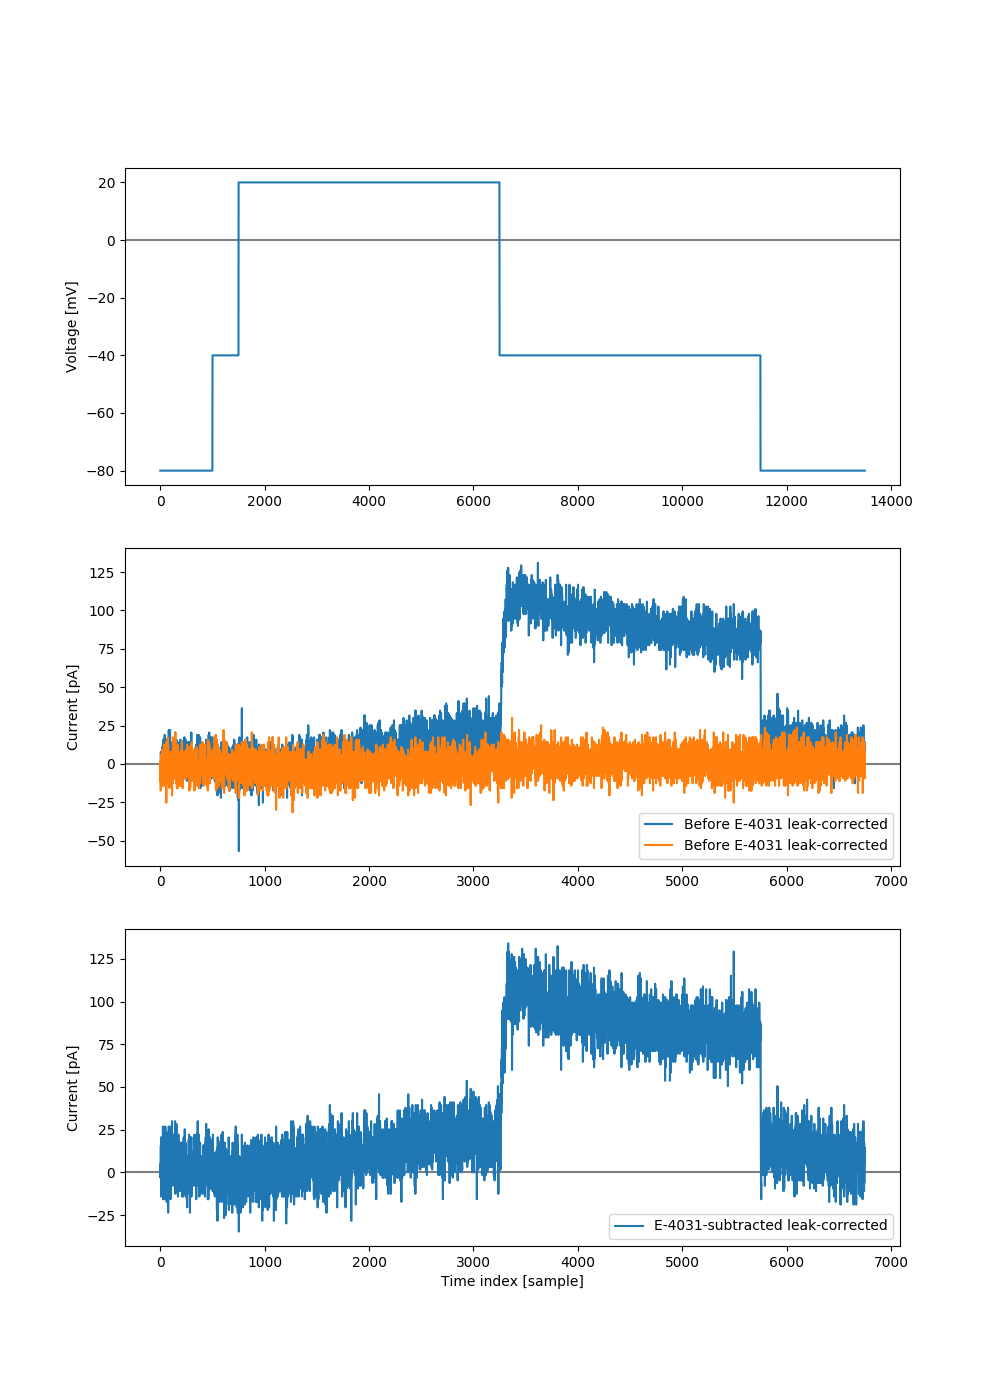 20
0
−20
−40
−60
−80
Voltage [mV]
0 2000 4000 6000 8000 10000 12000 14000
125
100
75
50
25
0
−25
−50
Current [pA]
Before E-4031 leak-corrected
Before E-4031 leak-corrected
0 1000 2000 3000 4000 5000 6000 7000
125
100
75
50
25
0
−25
Current [pA]
E-4031-subtracted leak-corrected
0 1000 2000 3000 4000 5000 6000 7000
Time index [sample]